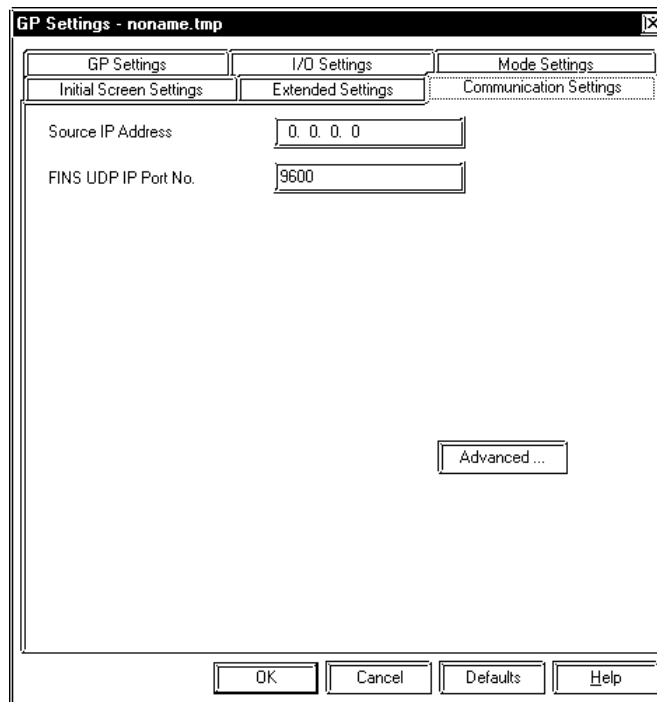 GP Settings - noname.tmp
GP Settings I/O Settings Mode Settings
Initial Screen Settings Extended Settings Communication Settings
Source IP Address 0. 0. 0. 0
FINS UDP IP Port No. 9600
Advanced ...
OK Cancel Defaults Help